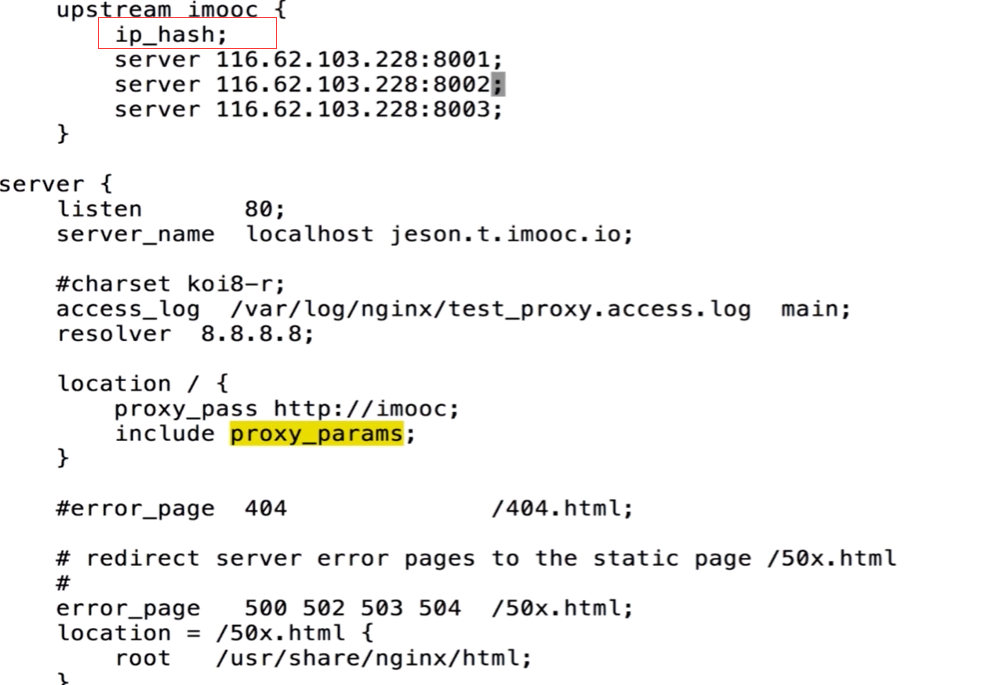 upstream imooc {
ip_hash;
server 116.62.103.228:8001;
server 116.62.103.228:8002;
server 116.62.103.228:8003;
}
server {
listen 80;
server_name localhost jeson.t.imooc.io;
#charset koi8-r;
access_log /var/log/nginx/test_proxy.access.log main;
resolver 8.8.8.8;
location / {
proxy_pass http://imooc;
include proxy_params;
}
#error_page 404 /404.html;
# redirect server error pages to the static page /50x.html
#
error_page 500 502 503 504 /50x.html;
location = /50x.html {
root /usr/share/nginx/html;
}